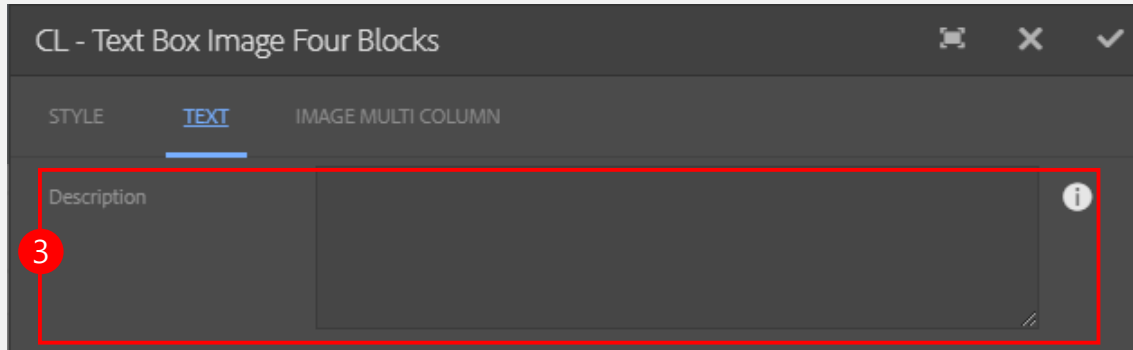 CL - Text Box Image Four Blocks
STYLE TEXT IMAGE MULTI COLUMN
Description
3